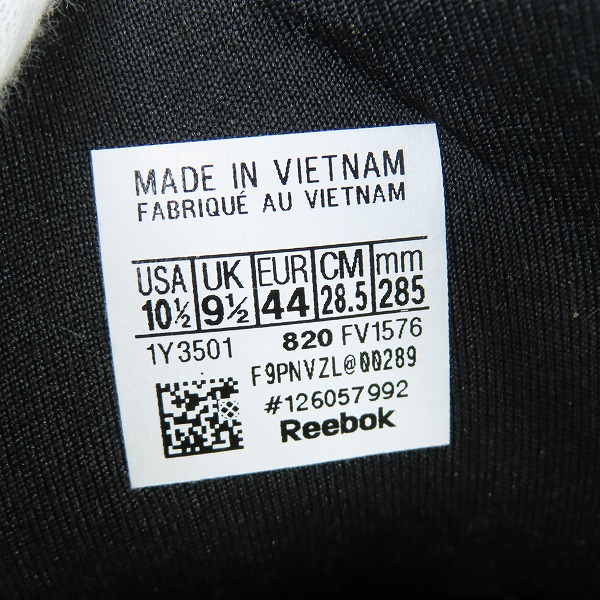 MADE IN VIETNAM
FABRIQUÉ AU VIETNAM
USA UK EUR CM mm
10½ 9½ 44 28.5 285
1Y3501 820 FV1576
F9PNVZL@00289
#126057992
Reebok